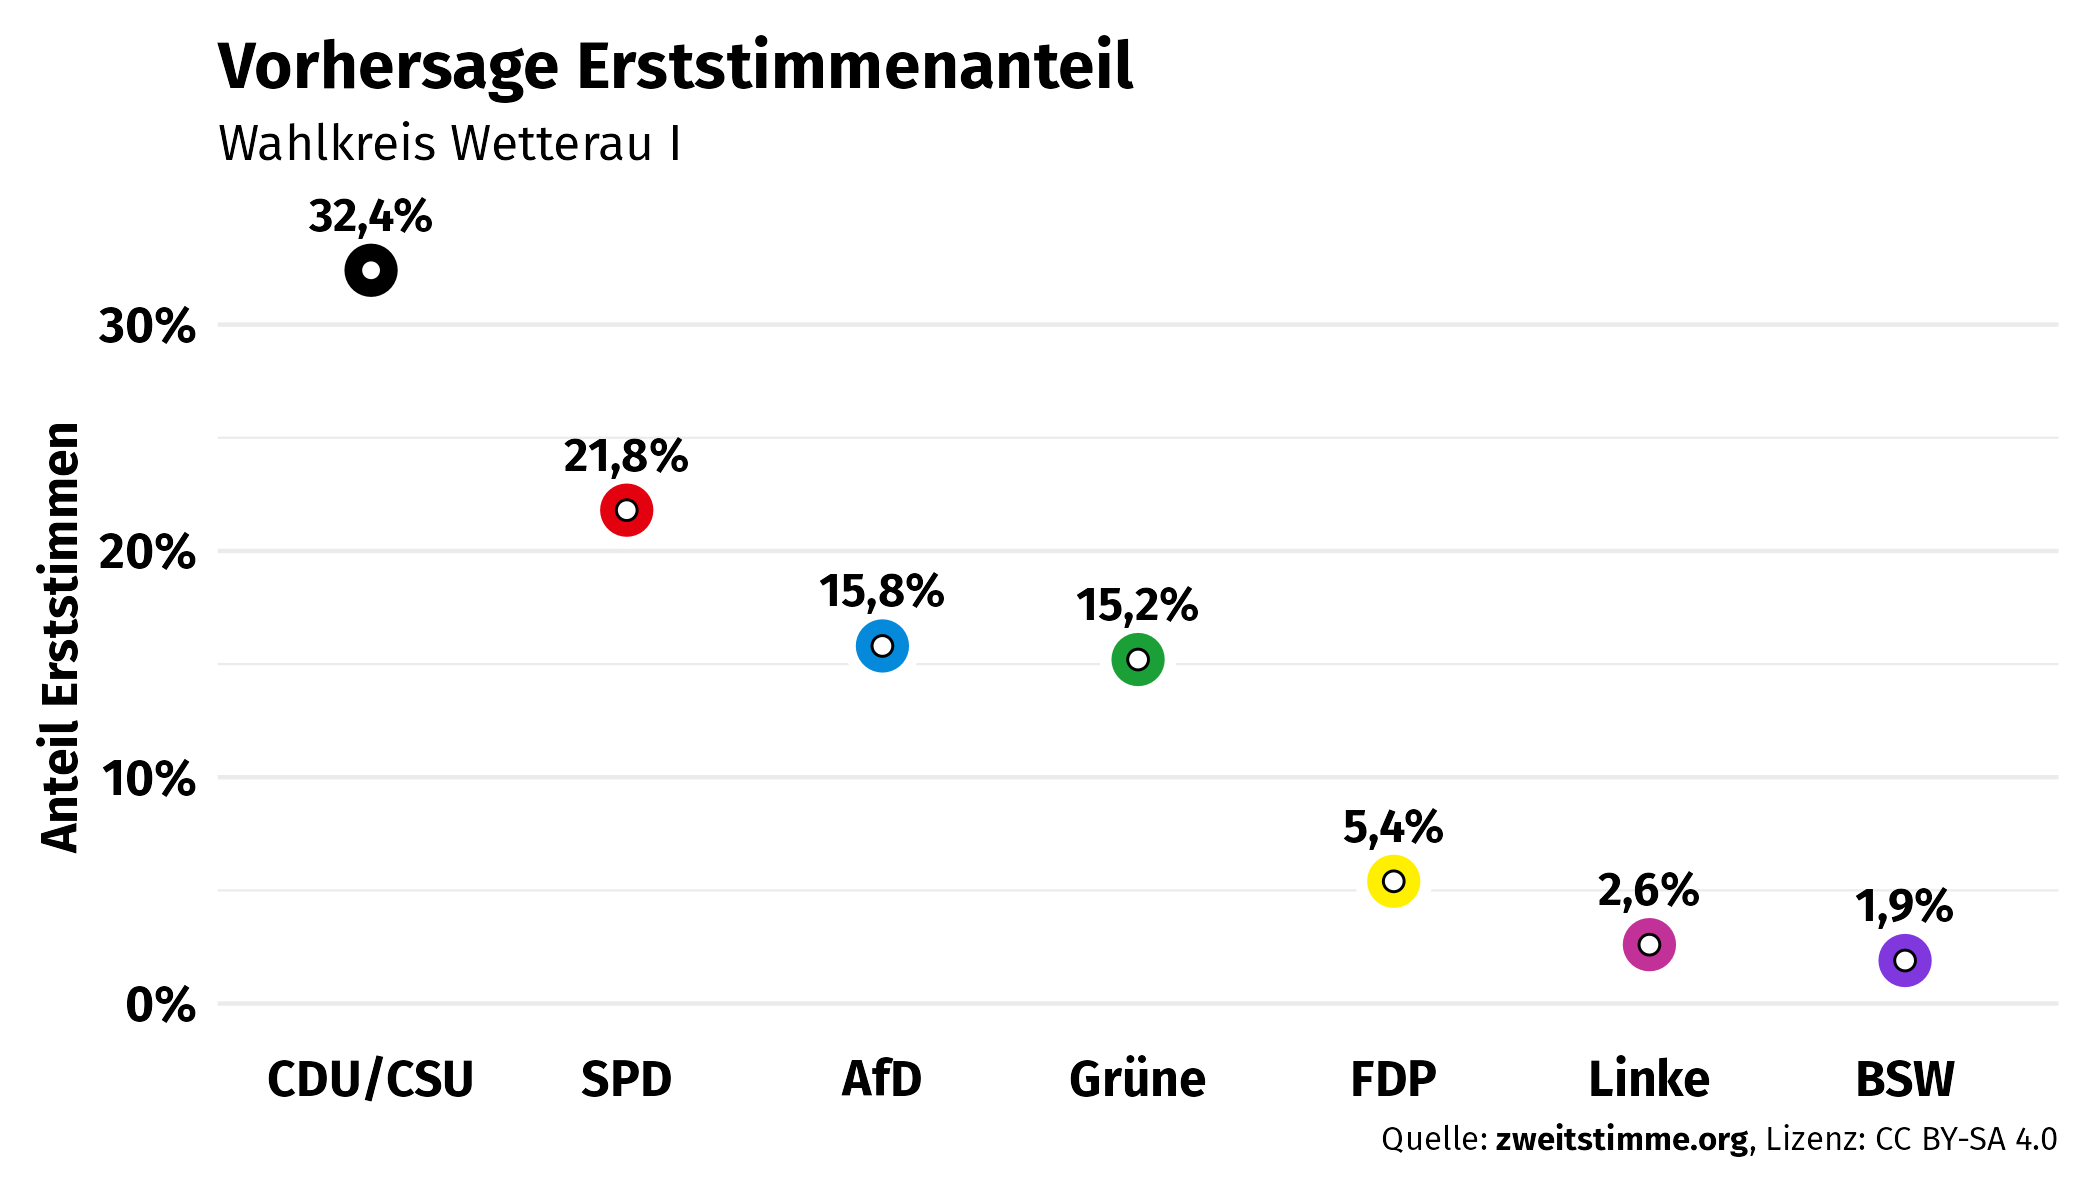 Vorhersage Erststimmenanteil
Wahlkreis Wetterau I
32,4%
30%
21,8%
20%
15,8%
15,2%
10%
5,4%
2,6%
1,9%
0%
Anteil Erststimmen
CDU/CSU SPD AfD Grüne FDP Linke BSW
Quelle: zweitstimme.org, Lizenz: CC BY-SA 4.0